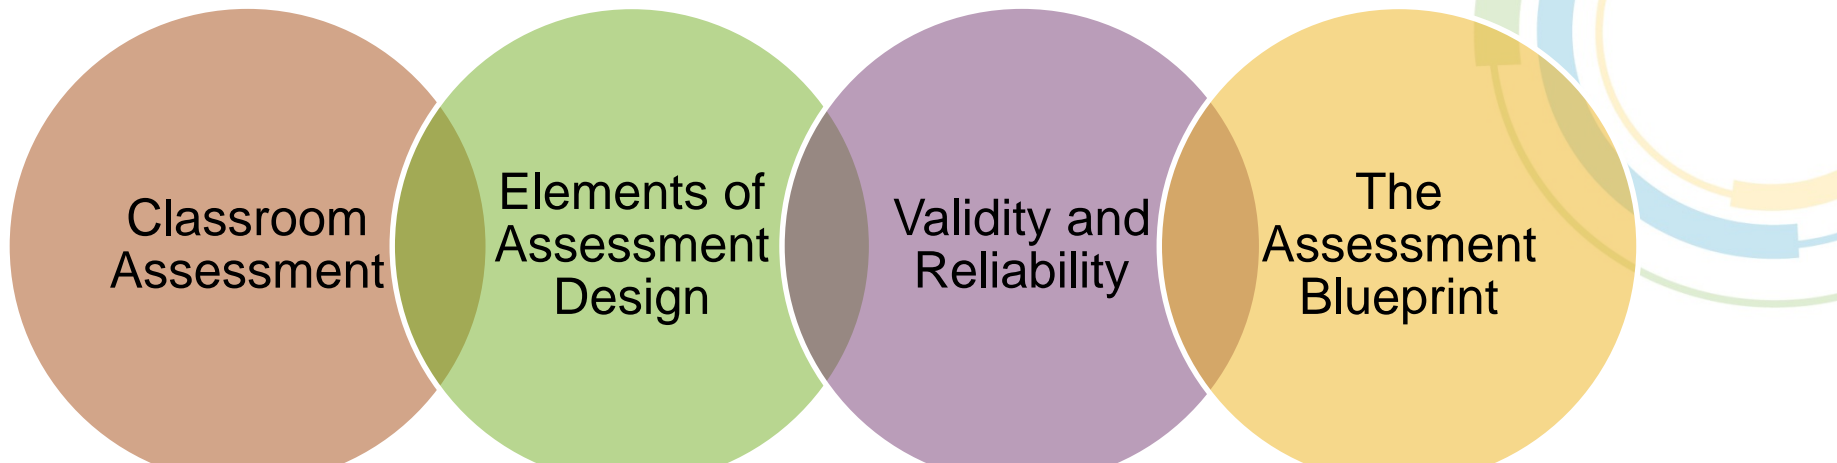 Classroom
Assessment
Elements of
Assessment
Design
Validity and
Reliability
The
Assessment
Blueprint